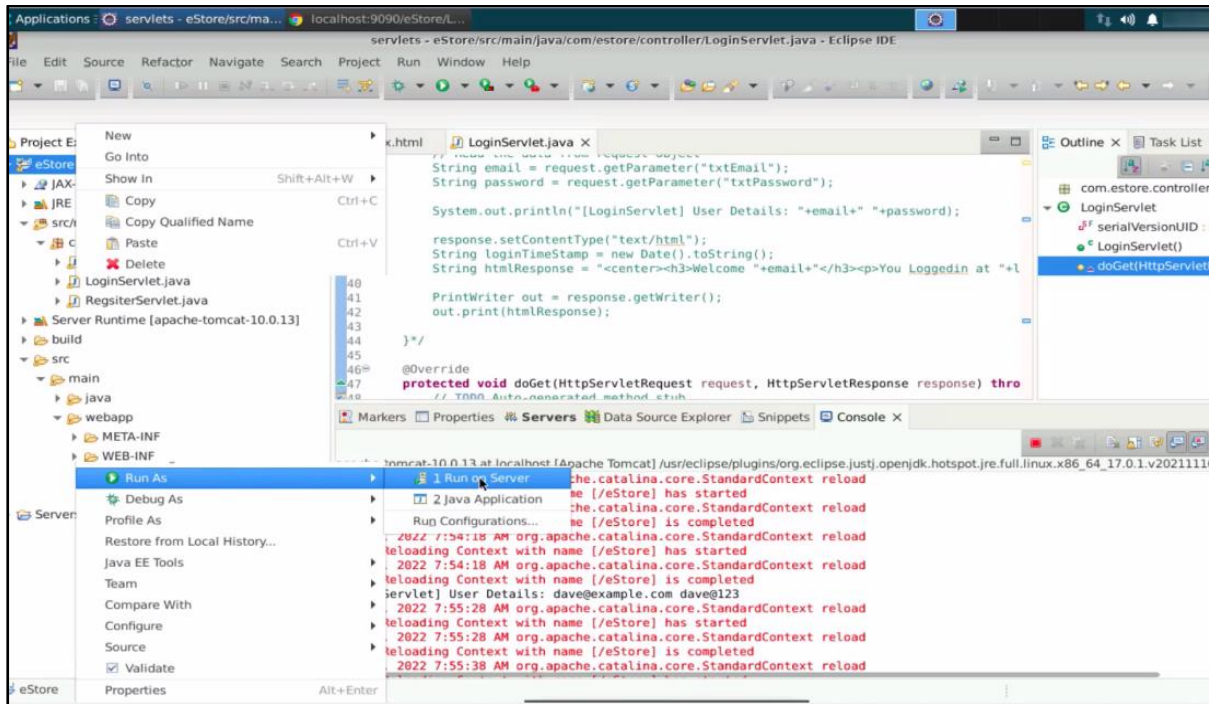 Applications : servlets - eStore/src/ma... localhost:9090/eStore/L...
servlets - eStore/src/main/java/com/estore/controller/LoginServlet.java - Eclipse IDE
File Edit Source Refactor Navigate Search Project Run Window Help
Project Ex
x.html LoginServlet.java
Outline Task List
eStore
JAX-
JRE
src/
c
LoginServlet.java
RegsiterServlet.java
Server Runtime [apache-tomcat-10.0.13]
build
src
main
java
webapp
META-INF
WEB-INF
Servers
eStore
New
Go Into
Show In Shift+Alt+W
Copy Ctrl+C
Copy Qualified Name
Paste Ctrl+V
Delete
Run As
Debug As
Profile As
Restore from Local History...
Java EE Tools
Team
Compare With
Configure
Source
Validate
Properties Alt+Enter
1 Run on Server
2 Java Application
Run Configurations...
// Read the data from request object
String email = request.getParameter("txtEmail");
String password = request.getParameter("txtPassword");
System.out.println("[LoginServlet] User Details: "+email+" "+password);
response.setContentType("text/html");
String loginTimeStamp = new Date().toString();
String htmlResponse = "<center><h3>Welcome "+email+"</h3><p>You Loggedin at "+l
40
41 PrintWriter out = response.getWriter();
42 out.print(htmlResponse);
43
44 }*/
45
46 @Override
47 protected void doGet(HttpServletRequest request, HttpServletResponse response) thro
48 // TODO Auto-generated method stub
com.estore.controller
LoginServlet
serialVersionUID :
LoginServlet()
doGet(HttpServlet
Markers Properties Servers Data Source Explorer Snippets Console
tomcat-10.0.13 at localhost [Apache Tomcat] /usr/eclipse/plugins/org.eclipse.justj.openjdk.hotspot.jre.full.linux.x86_64_17.0.1.v2021111
che.catalina.core.StandardContext reload
me [/eStore] has started
che.catalina.core.StandardContext reload
me [/eStore] is completed
2022 7:54:18 AM org.apache.catalina.core.StandardContext reload
Reloading Context with name [/eStore] has started
2022 7:54:18 AM org.apache.catalina.core.StandardContext reload
Reloading Context with name [/eStore] is completed
Servlet] User Details: dave@example.com dave@123
2022 7:55:28 AM org.apache.catalina.core.StandardContext reload
Reloading Context with name [/eStore] has started
2022 7:55:28 AM org.apache.catalina.core.StandardContext reload
Reloading Context with name [/eStore] is completed
2022 7:55:38 AM org.apache.catalina.core.StandardContext reload